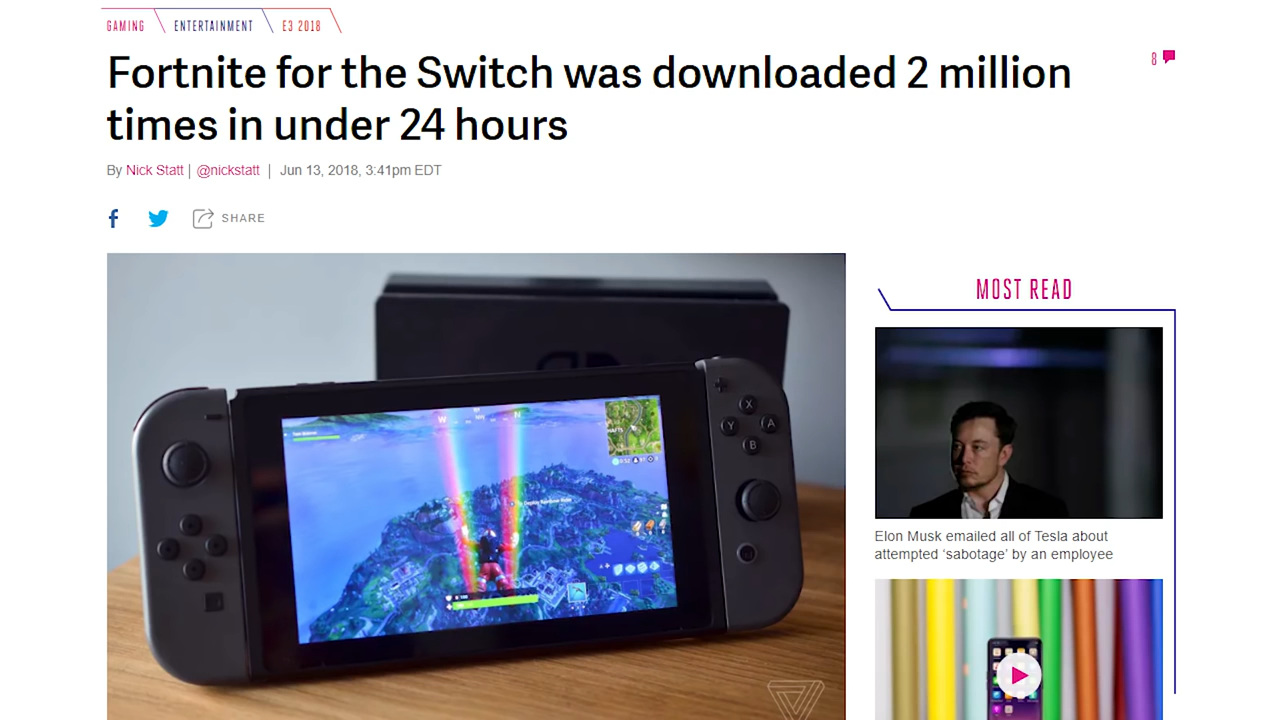 GAMING
ENTERTAINMENT
E3 2018
Fortnite for the Switch was downloaded 2 million
times in under 24 hours
8
By Nick Statt | @nickstatt | Jun 13, 2018, 3:41pm EDT
SHARE
MOST READ
W
N
X
Y
A
B
Elon Musk emailed all of Tesla about
attempted ‘sabotage’ by an employee